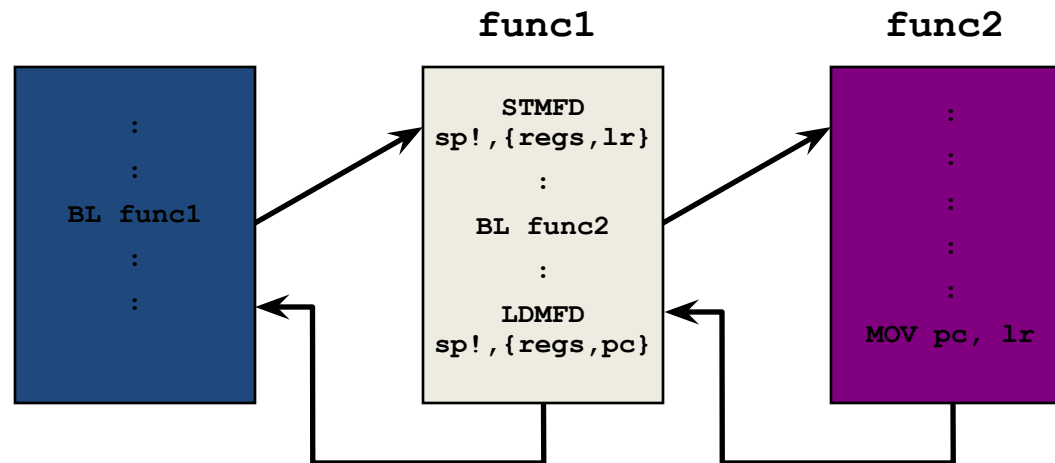 func1
func2
:
:
BL func1
:
:
STMFD
sp!,{regs,lr}
:
BL func2
:
LDMFD
sp!,{regs,pc}
:
:
:
:
:
MOV pc, lr